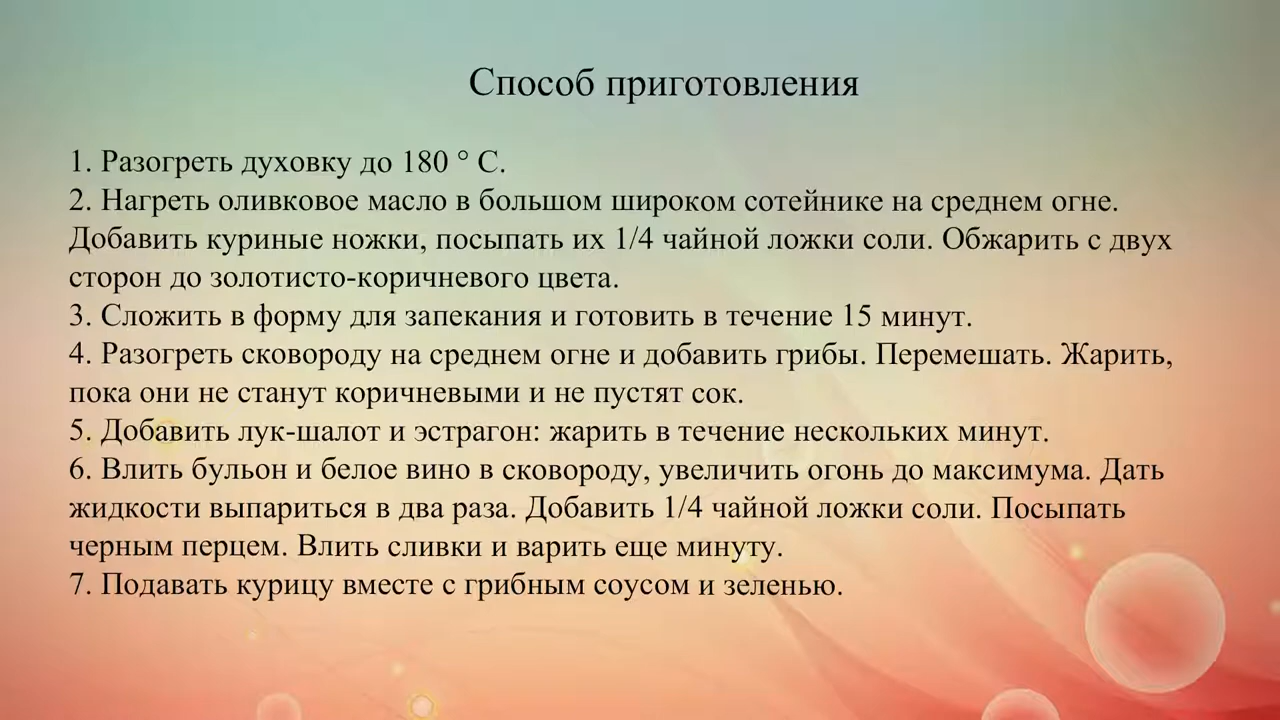 Способ приготовления
1. Разогреть духовку до 180 ° С.
2. Нагреть оливковое масло в большом широком сотейнике на среднем огне.
Добавить куриные ножки, посыпать их 1/4 чайной ложки соли. Обжарить с двух
сторон до золотисто-коричневого цвета.
3. Сложить в форму для запекания и готовить в течение 15 минут.
4. Разогреть сковороду на среднем огне и добавить грибы. Перемешать. Жарить,
пока они не станут коричневыми и не пустят сок.
5. Добавить лук-шалот и эстрагон: жарить в течение нескольких минут.
6. Влить бульон и белое вино в сковороду, увеличить огонь до максимума. Дать
жидкости выпариться в два раза. Добавить 1/4 чайной ложки соли. Посыпать
черным перцем. Влить сливки и варить еще минуту.
7. Подавать курицу вместе с грибным соусом и зеленью.